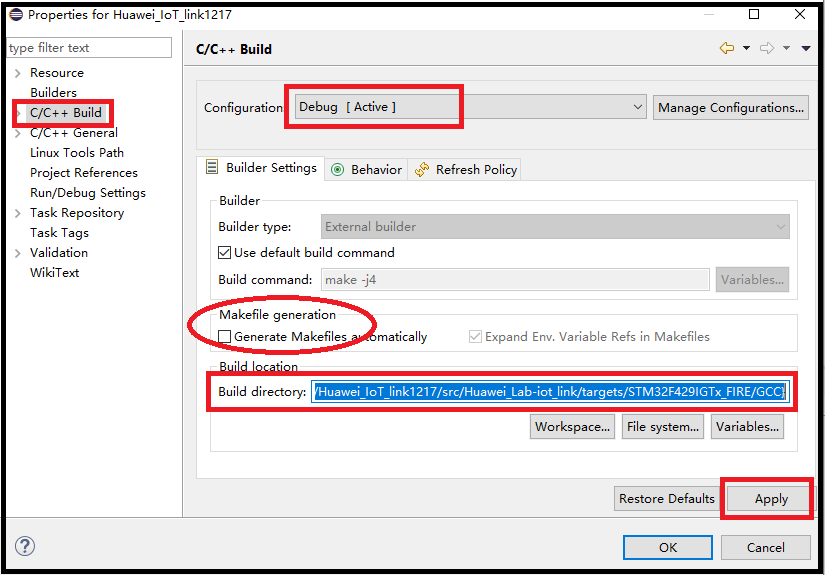 Properties for Huawei_IoT_link1217
type filter text
Resource
Builders
C/C++ Build
C/C++ General
Linux Tools Path
Project References
Run/Debug Settings
Task Repository
Task Tags
Validation
WikiText
C/C++ Build
Configuration:
Debug [ Active ]
Manage Configurations...
Builder Settings
Behavior
Refresh Policy
Builder
Builder type:
External builder
Use default build command
Build command:
make -j4
Variables...
Makefile generation
Generate Makefiles automatically
Expand Env. Variable Refs in Makefiles
Build location
Build directory:
/Huawei_IoT_link1217/src/Huawei_Lab-iot_link/targets/STM32F429IGTx_FIRE/GCC}
Workspace...
File system...
Variables...
Restore Defaults
Apply
OK
Cancel